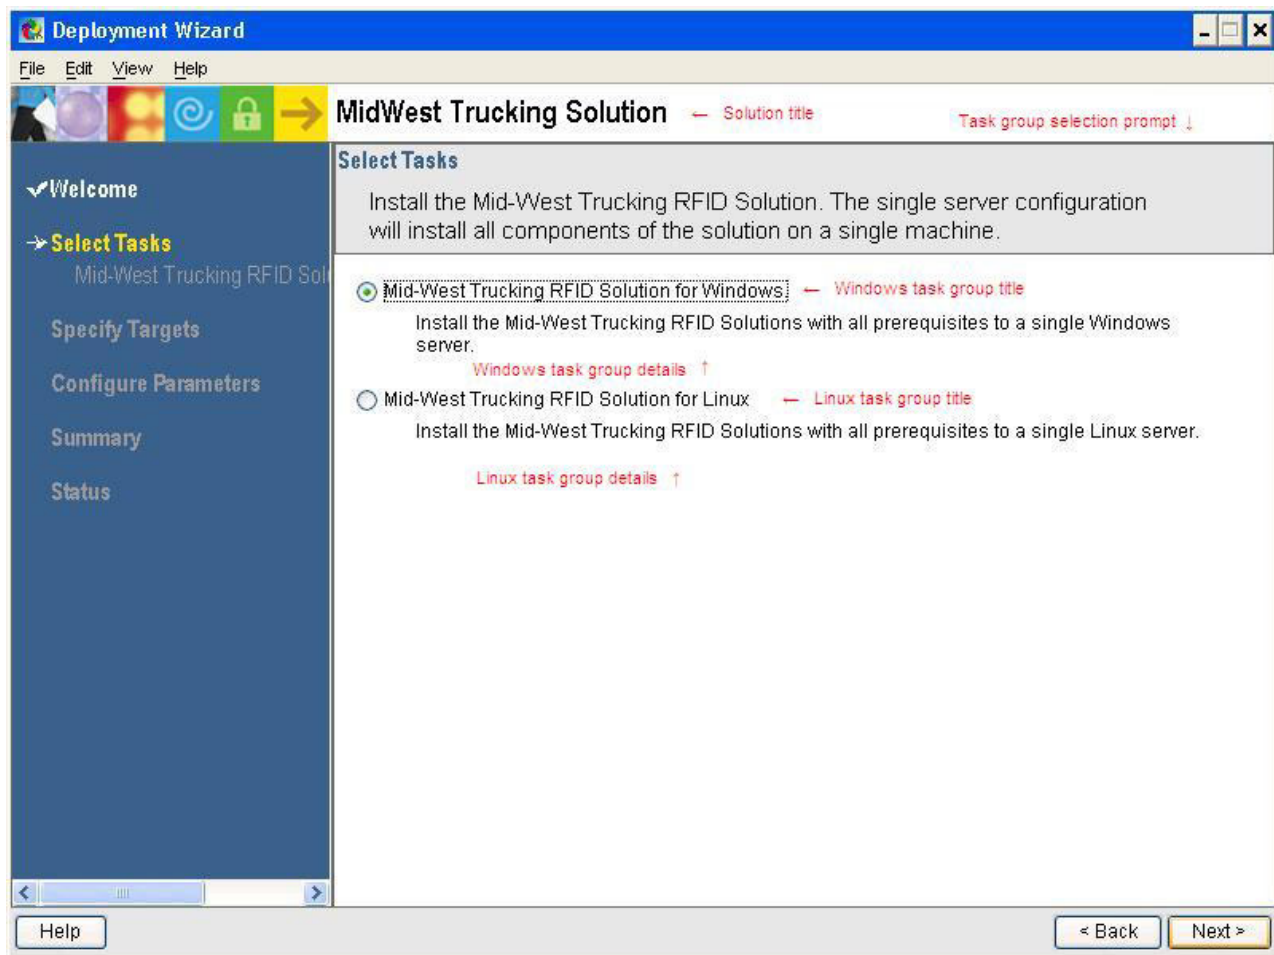 Deployment Wizard
File Edit View Help
MidWest Trucking Solution ← Solution title
Task group selection prompt ↓
Welcome
Select Tasks
Mid-West Trucking RFID Solu
Specify Targets
Configure Parameters
Summary
Status
Select Tasks
Install the Mid-West Trucking RFID Solution. The single server configuration
will install all components of the solution on a single machine.
Mid-West Trucking RFID Solution for Windows ← Windows task group title
Install the Mid-West Trucking RFID Solutions with all prerequisites to a single Windows
server.
Windows task group details ↑
Mid-West Trucking RFID Solution for Linux ← Linux task group title
Install the Mid-West Trucking RFID Solutions with all prerequisites to a single Linux server.
Linux task group details ↑
Help
< Back
Next >